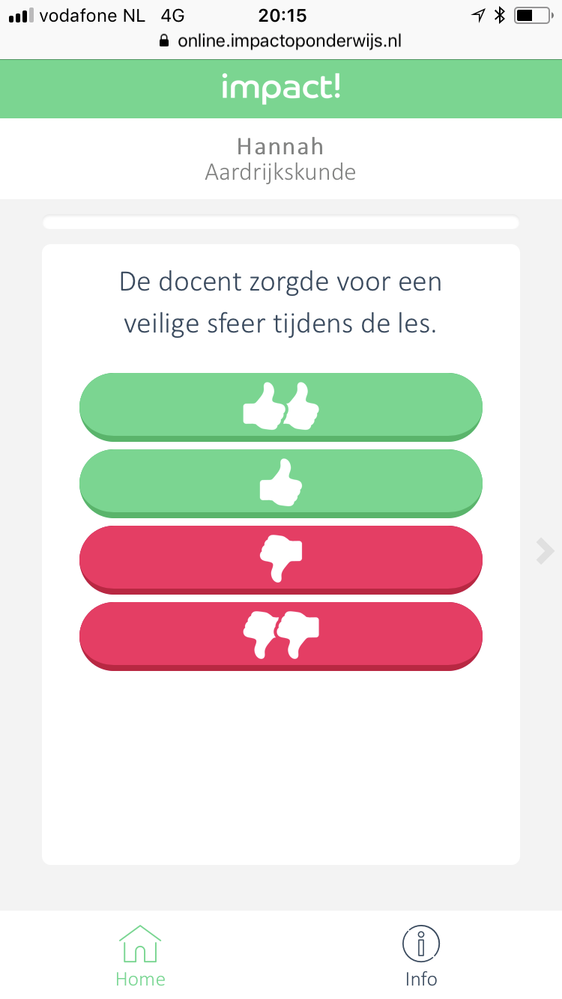 vodafone NL 4G 20:15
online.impactoponderwijs.nl
impact!
Hannah
Aardrijkskunde
De docent zorgde voor een
veilige sfeer tijdens de les.
Home Info